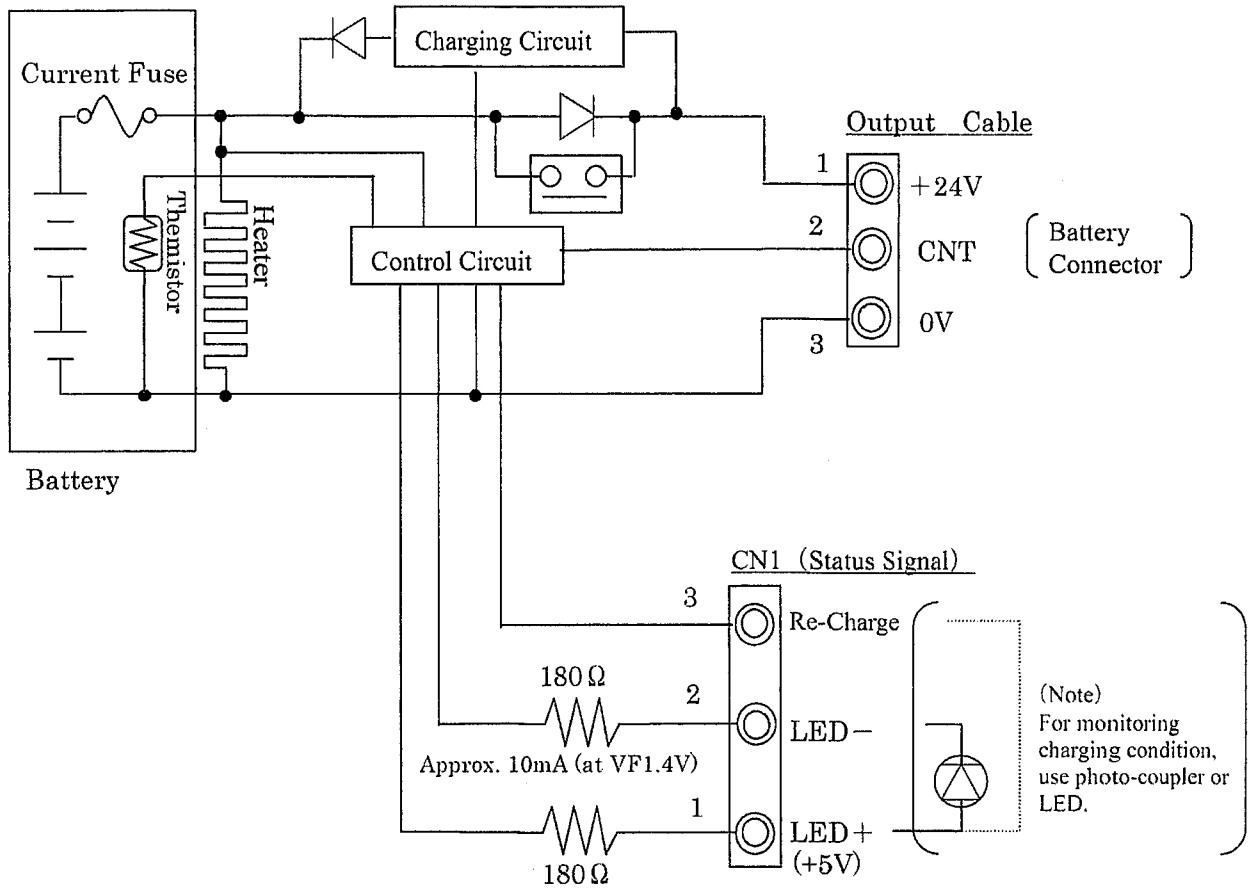 Charging Circuit
Current Fuse
Output Cable
1
+24V
Themistor
Heater
2
CNT
Battery
Connector
Control Circuit
0V
3
Battery
CN1 (Status Signal)
3
Re-Charge
180Ω
2
LED−
Approx. 10mA (at VF1.4V)
(Note)
For monitoring
charging condition,
use photo-coupler or
LED.
1
LED+
(+5V)
180Ω